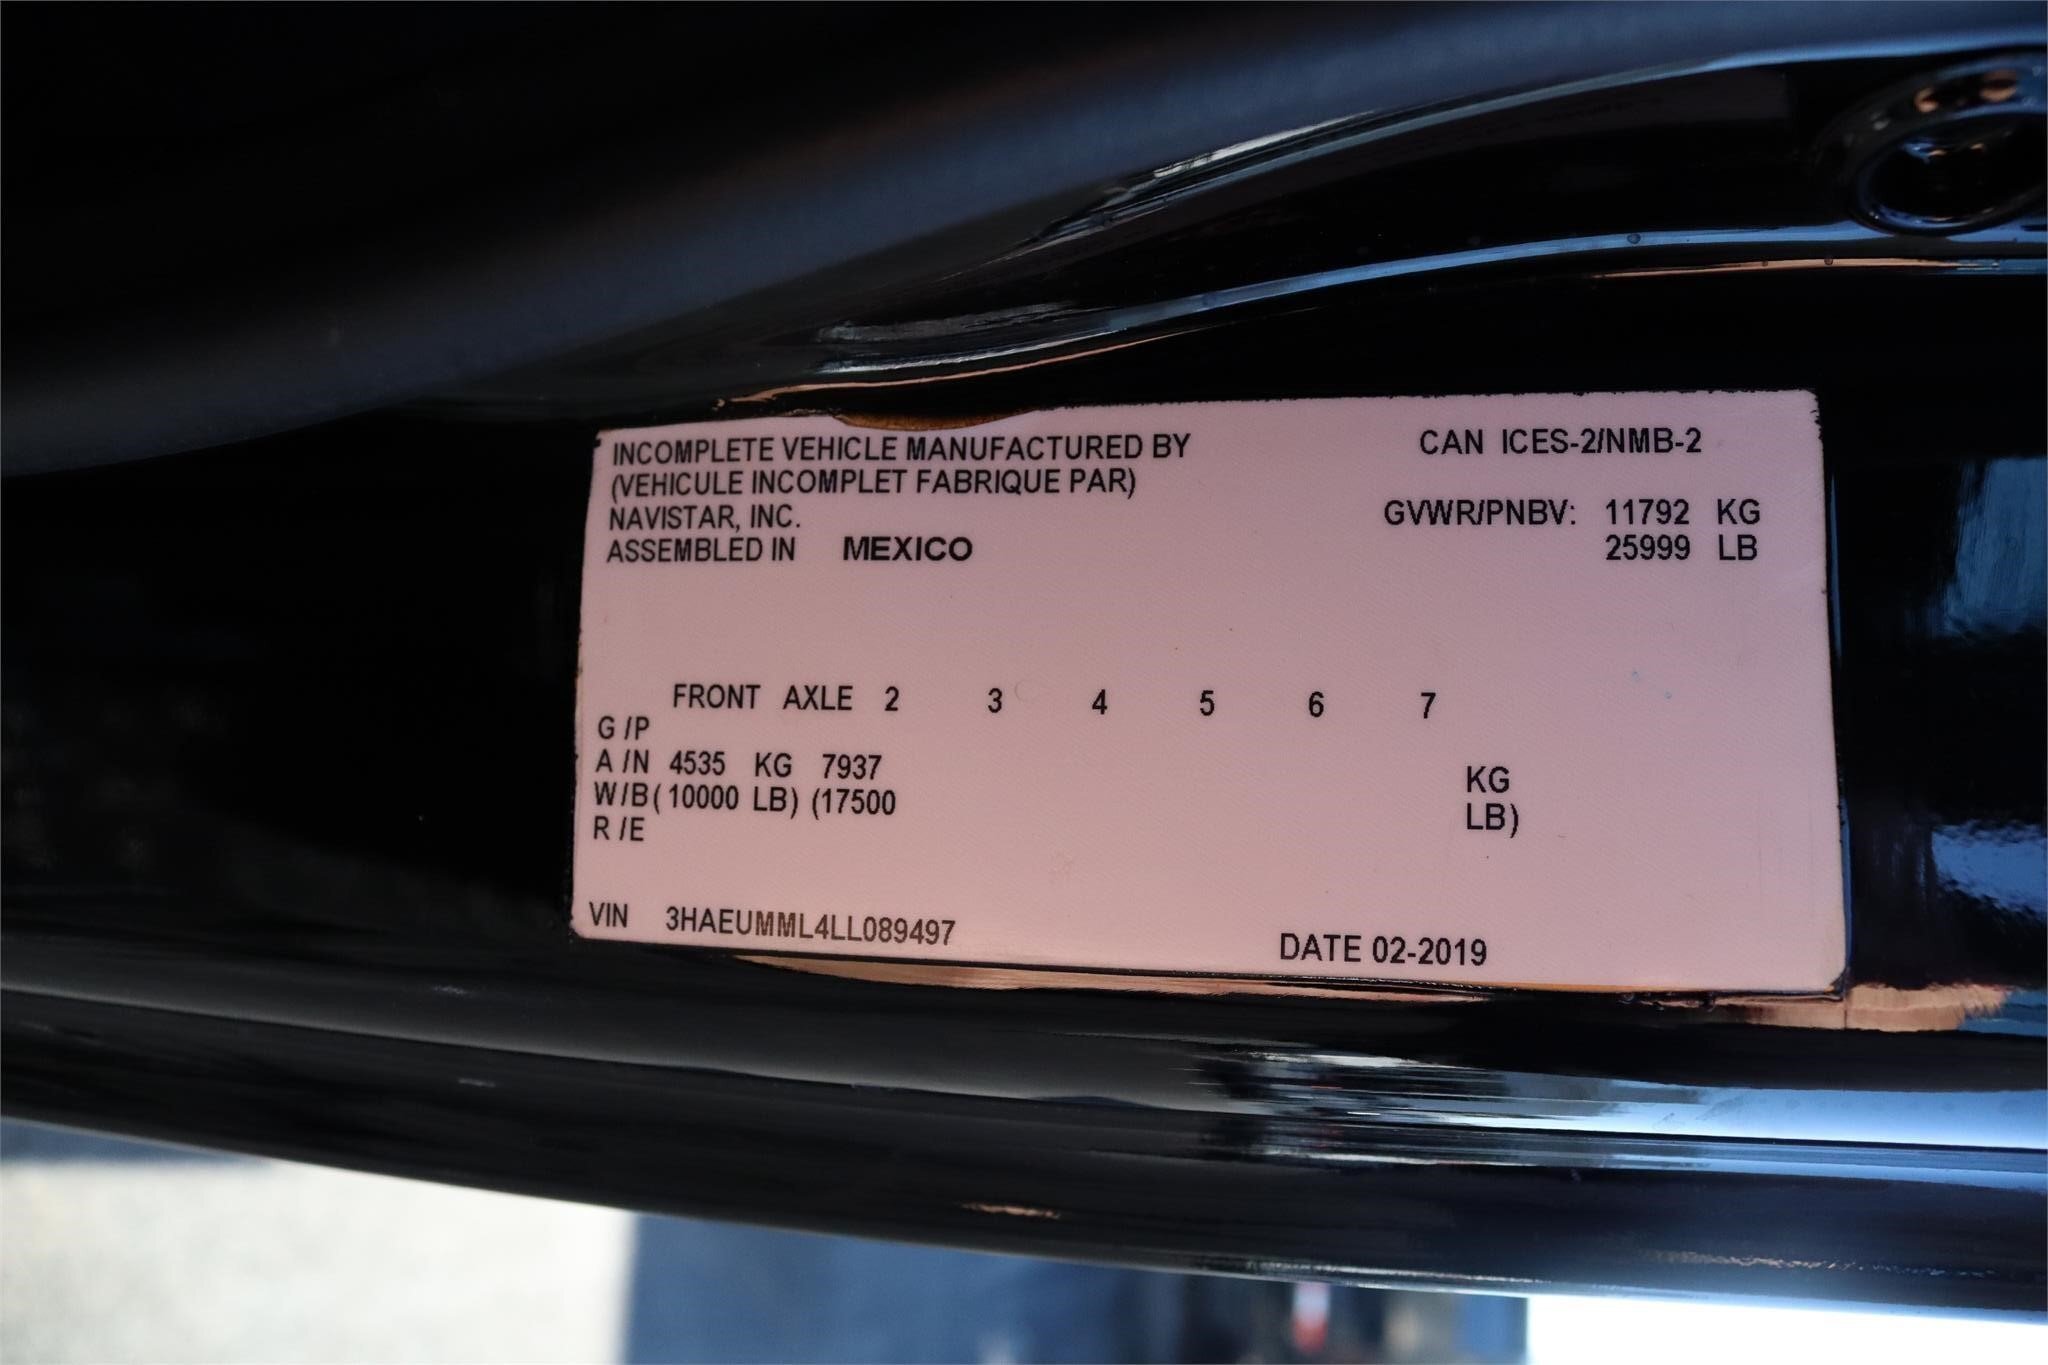 INCOMPLETE VEHICLE MANUFACTURED BY CAN ICES-2/NMB-2
(VEHICULE INCOMPLET FABRIQUE PAR)
NAVISTAR, INC. GVWR/PNBV: 11792 KG
ASSEMBLED IN MEXICO 25999 LB
FRONT AXLE 2 3 4 5 6 7
G /P
A /N 4535 KG 7937 KG
W/B ( 10000 LB) (17500 LB)
R /E
VIN 3HAEUMML4LL089497 DATE 02-2019